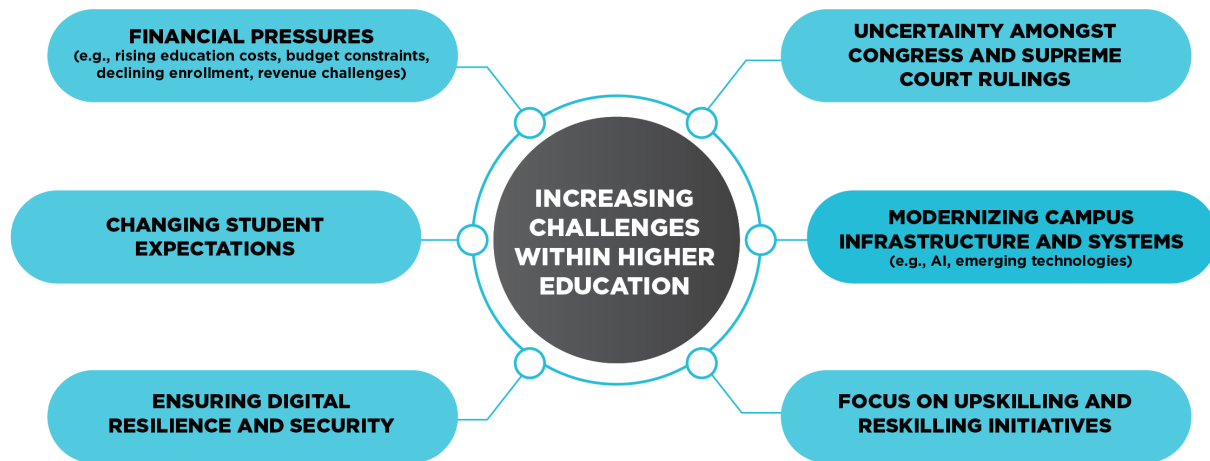 FINANCIAL PRESSURES
(e.g., rising education costs, budget constraints,
declining enrollment, revenue challenges)
UNCERTAINTY AMONGST
CONGRESS AND SUPREME
COURT RULINGS
CHANGING STUDENT
EXPECTATIONS
INCREASING
CHALLENGES
WITHIN HIGHER
EDUCATION
MODERNIZING CAMPUS
INFRASTRUCTURE AND SYSTEMS
(e.g., AI, emerging technologies)
ENSURING DIGITAL
RESILIENCE AND SECURITY
FOCUS ON UPSKILLING AND
RESKILLING INITIATIVES